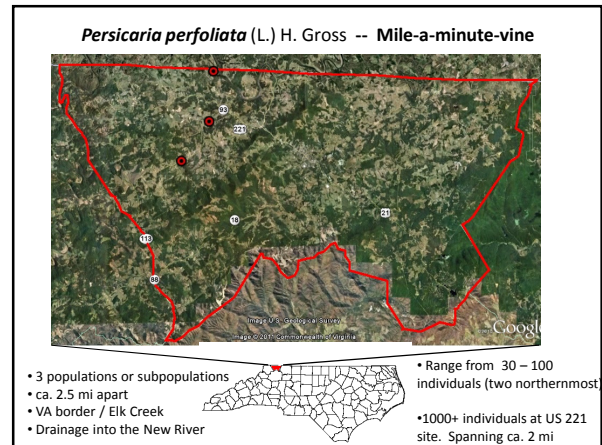 Persicaria perfoliata (L.) H. Gross -- Mile-a-minute-vine
93
221
18
21
113
88
Image U.S. Geological Survey
Image © 2011 Commonwealth of Virginia
Google
• 3 populations or subpopulations
• ca. 2.5 mi apart
• VA border / Elk Creek
• Drainage into the New River
• Range from 30 – 100
individuals (two northernmost)
•1000+ individuals at US 221
site. Spanning ca. 2 mi